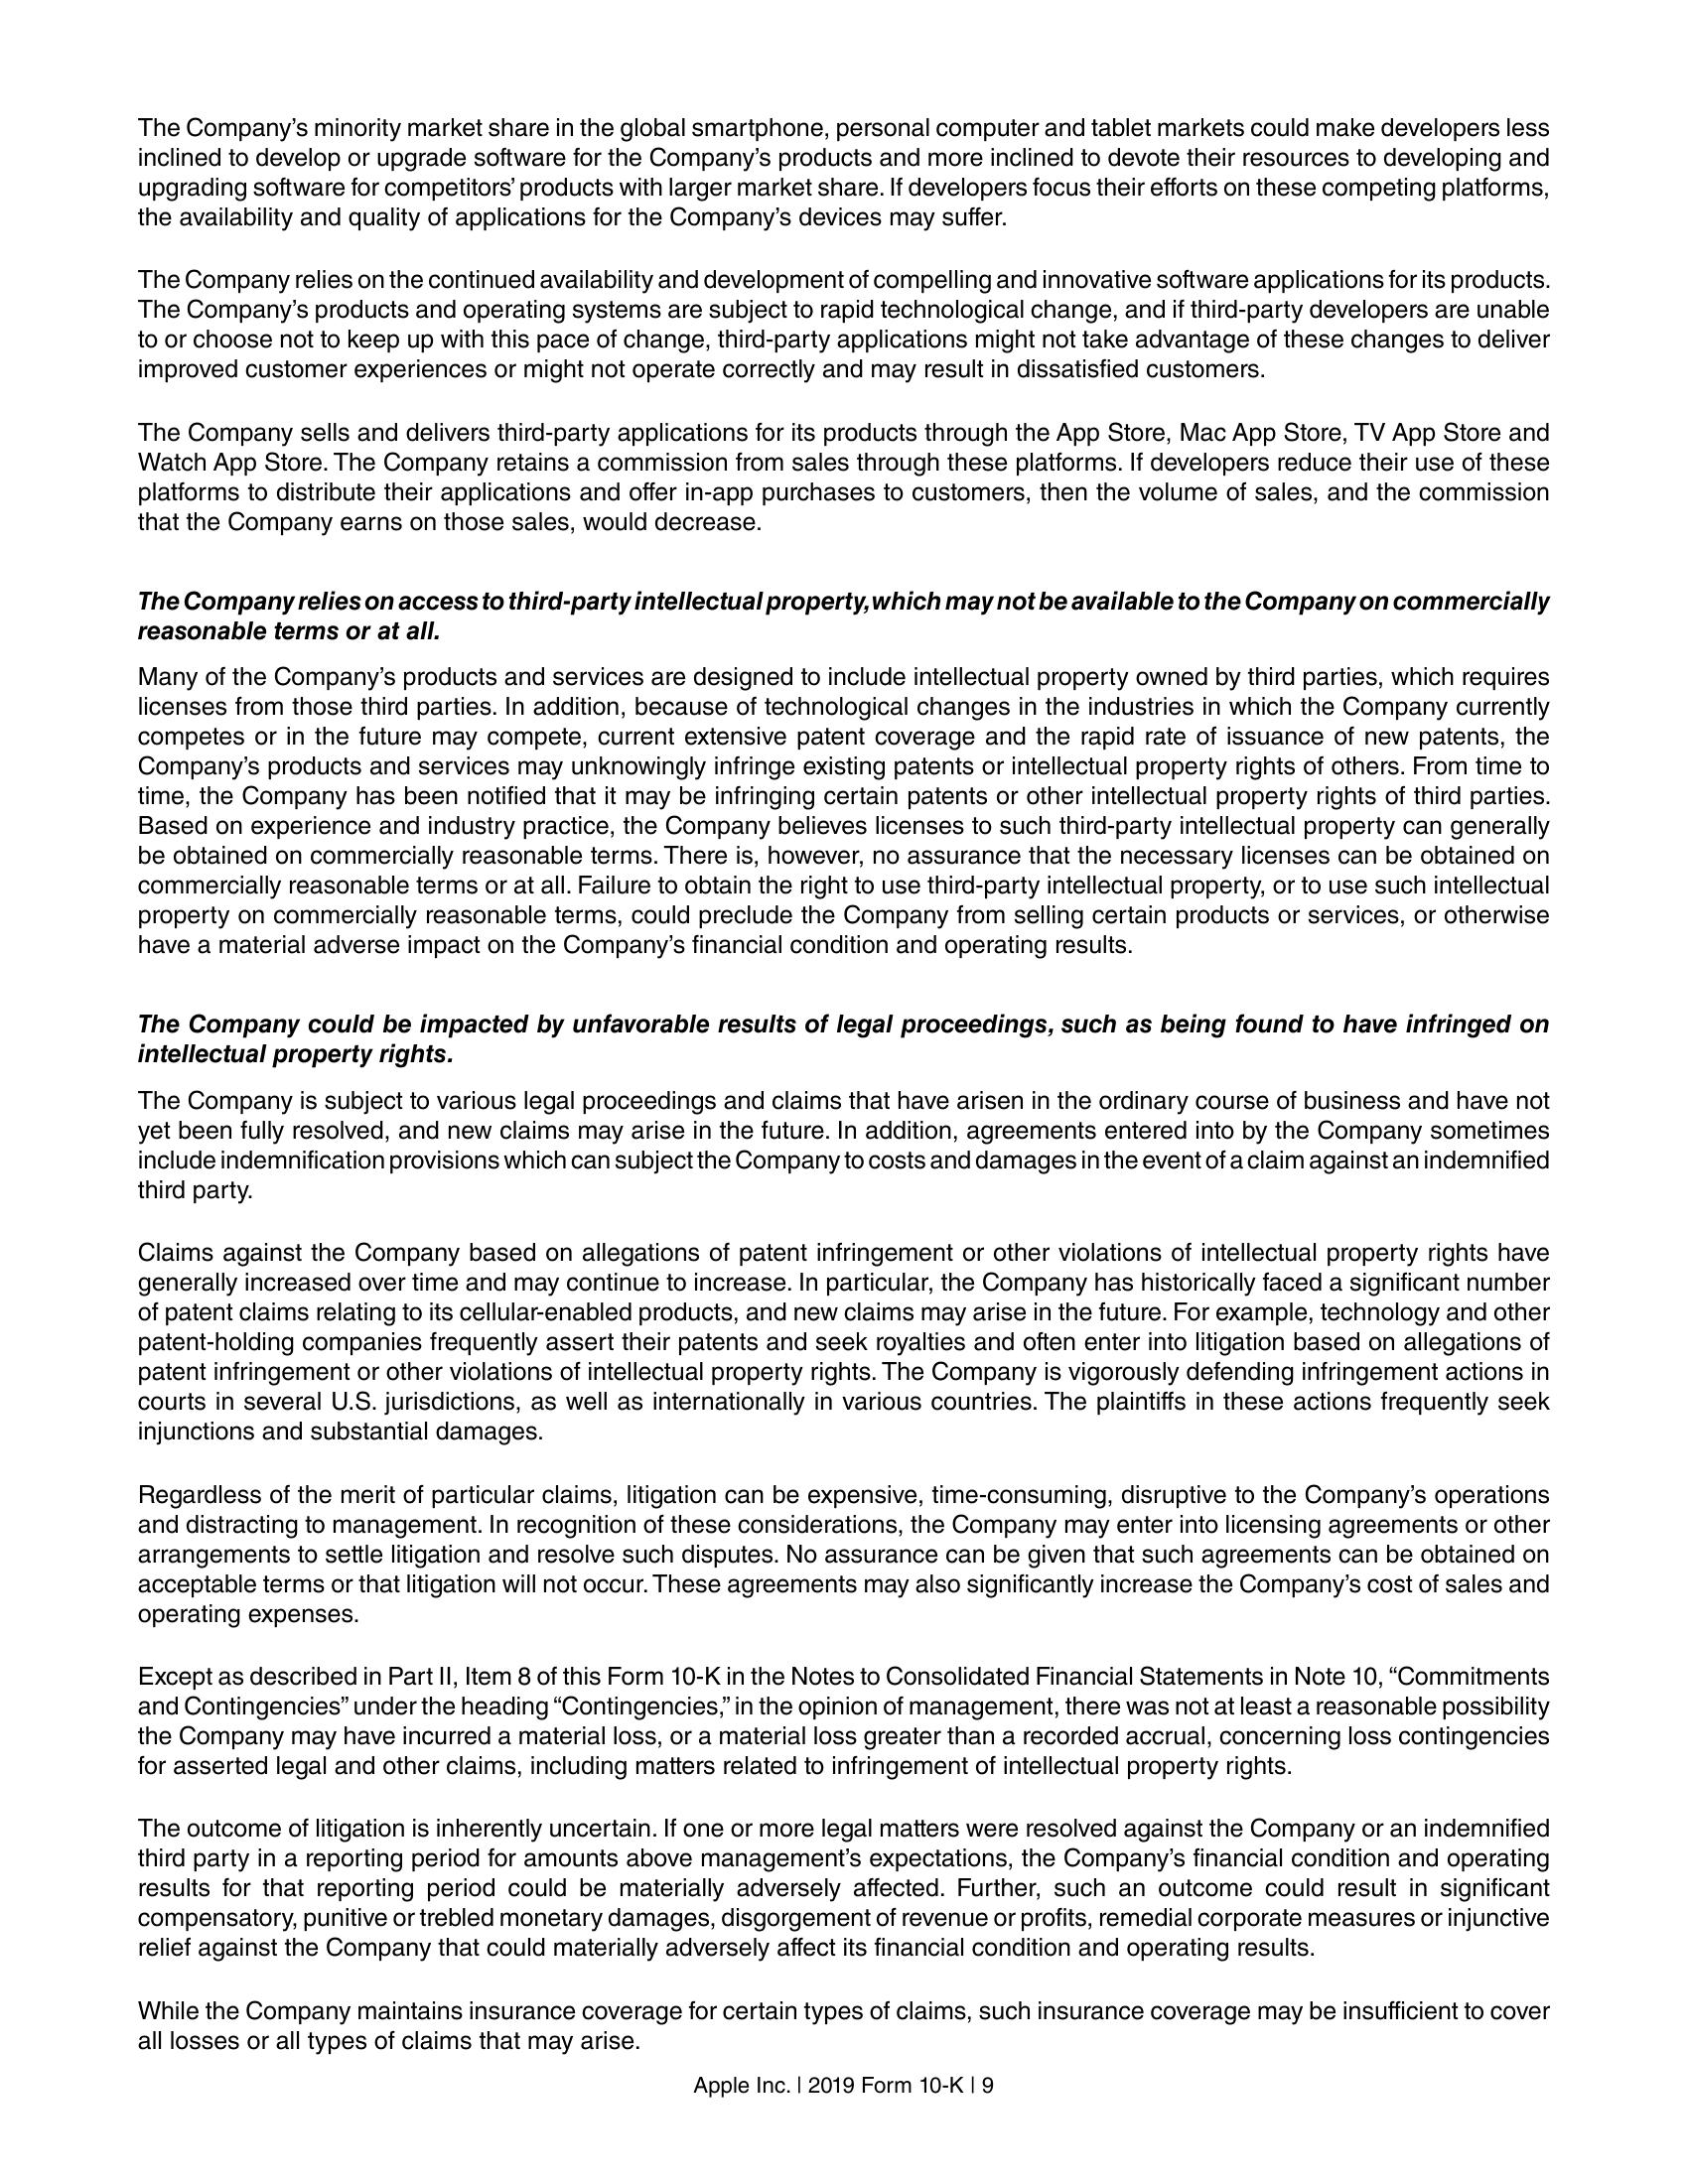 The Company’s minority market share in the global smartphone, personal computer and tablet markets could make developers less
inclined to develop or upgrade software for the Company’s products and more inclined to devote their resources to developing and
upgrading software for competitors’ products with larger market share. If developers focus their efforts on these competing platforms,
the availability and quality of applications for the Company’s devices may suffer.
The Company relies on the continued availability and development of compelling and innovative software applications for its products.
The Company’s products and operating systems are subject to rapid technological change, and if third-party developers are unable
to or choose not to keep up with this pace of change, third-party applications might not take advantage of these changes to deliver
improved customer experiences or might not operate correctly and may result in dissatisfied customers.
The Company sells and delivers third-party applications for its products through the App Store, Mac App Store, TV App Store and
Watch App Store. The Company retains a commission from sales through these platforms. If developers reduce their use of these
platforms to distribute their applications and offer in-app purchases to customers, then the volume of sales, and the commission
that the Company earns on those sales, would decrease.
The Company relies on access to third-party intellectual property, which may not be available to the Company on commercially
reasonable terms or at all.
Many of the Company’s products and services are designed to include intellectual property owned by third parties, which requires
licenses from those third parties. In addition, because of technological changes in the industries in which the Company currently
competes or in the future may compete, current extensive patent coverage and the rapid rate of issuance of new patents, the
Company’s products and services may unknowingly infringe existing patents or intellectual property rights of others. From time to
time, the Company has been notified that it may be infringing certain patents or other intellectual property rights of third parties.
Based on experience and industry practice, the Company believes licenses to such third-party intellectual property can generally
be obtained on commercially reasonable terms. There is, however, no assurance that the necessary licenses can be obtained on
commercially reasonable terms or at all. Failure to obtain the right to use third-party intellectual property, or to use such intellectual
property on commercially reasonable terms, could preclude the Company from selling certain products or services, or otherwise
have a material adverse impact on the Company’s financial condition and operating results.
The Company could be impacted by unfavorable results of legal proceedings, such as being found to have infringed on
intellectual property rights.
The Company is subject to various legal proceedings and claims that have arisen in the ordinary course of business and have not
yet been fully resolved, and new claims may arise in the future. In addition, agreements entered into by the Company sometimes
include indemnification provisions which can subject the Company to costs and damages in the event of a claim against an indemnified
third party.
Claims against the Company based on allegations of patent infringement or other violations of intellectual property rights have
generally increased over time and may continue to increase. In particular, the Company has historically faced a significant number
of patent claims relating to its cellular-enabled products, and new claims may arise in the future. For example, technology and other
patent-holding companies frequently assert their patents and seek royalties and often enter into litigation based on allegations of
patent infringement or other violations of intellectual property rights. The Company is vigorously defending infringement actions in
courts in several U.S. jurisdictions, as well as internationally in various countries. The plaintiffs in these actions frequently seek
injunctions and substantial damages.
Regardless of the merit of particular claims, litigation can be expensive, time-consuming, disruptive to the Company’s operations
and distracting to management. In recognition of these considerations, the Company may enter into licensing agreements or other
arrangements to settle litigation and resolve such disputes. No assurance can be given that such agreements can be obtained on
acceptable terms or that litigation will not occur. These agreements may also significantly increase the Company’s cost of sales and
operating expenses.
Except as described in Part II, Item 8 of this Form 10-K in the Notes to Consolidated Financial Statements in Note 10, “Commitments
and Contingencies” under the heading “Contingencies,” in the opinion of management, there was not at least a reasonable possibility
the Company may have incurred a material loss, or a material loss greater than a recorded accrual, concerning loss contingencies
for asserted legal and other claims, including matters related to infringement of intellectual property rights.
The outcome of litigation is inherently uncertain. If one or more legal matters were resolved against the Company or an indemnified
third party in a reporting period for amounts above management’s expectations, the Company’s financial condition and operating
results for that reporting period could be materially adversely affected. Further, such an outcome could result in significant
compensatory, punitive or trebled monetary damages, disgorgement of revenue or profits, remedial corporate measures or injunctive
relief against the Company that could materially adversely affect its financial condition and operating results.
While the Company maintains insurance coverage for certain types of claims, such insurance coverage may be insufficient to cover
all losses or all types of claims that may arise.
Apple Inc. | 2019 Form 10-K | 9